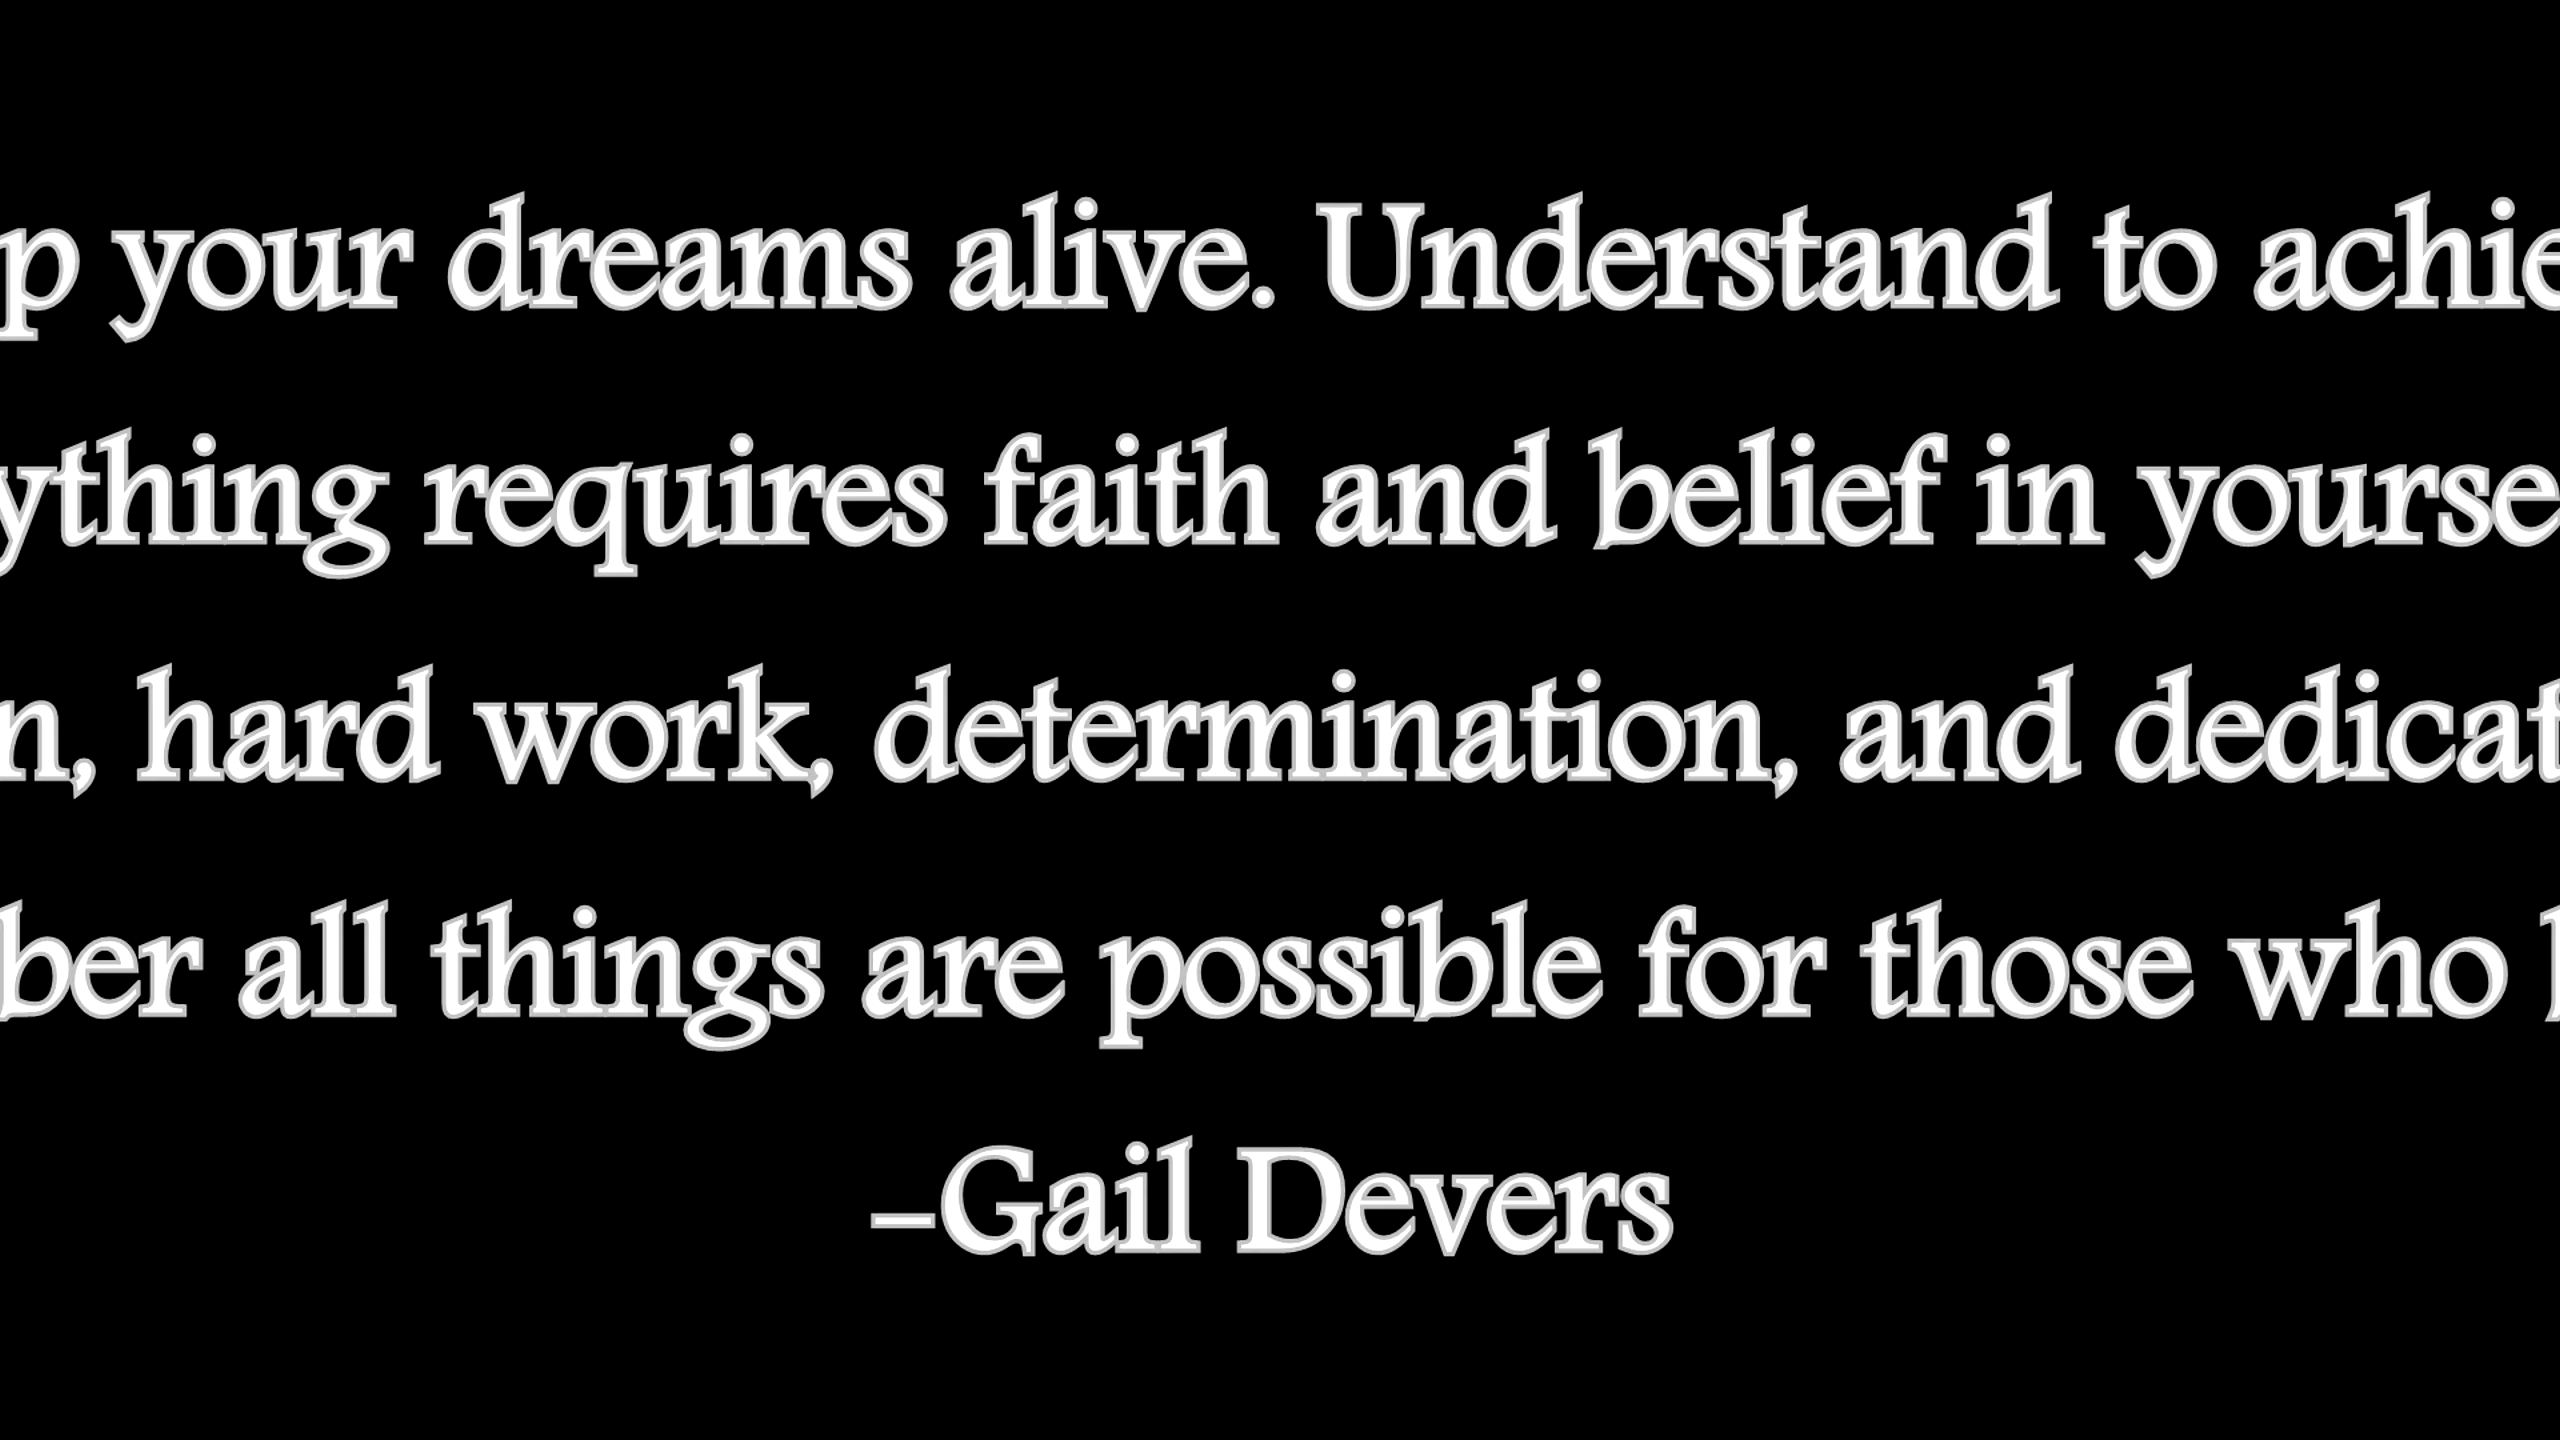 p your dreams alive. Understand to achie
ything requires faith and belief in yourse
n, hard work, determination, and dedicat
ber all things are possible for those who
–Gail Devers